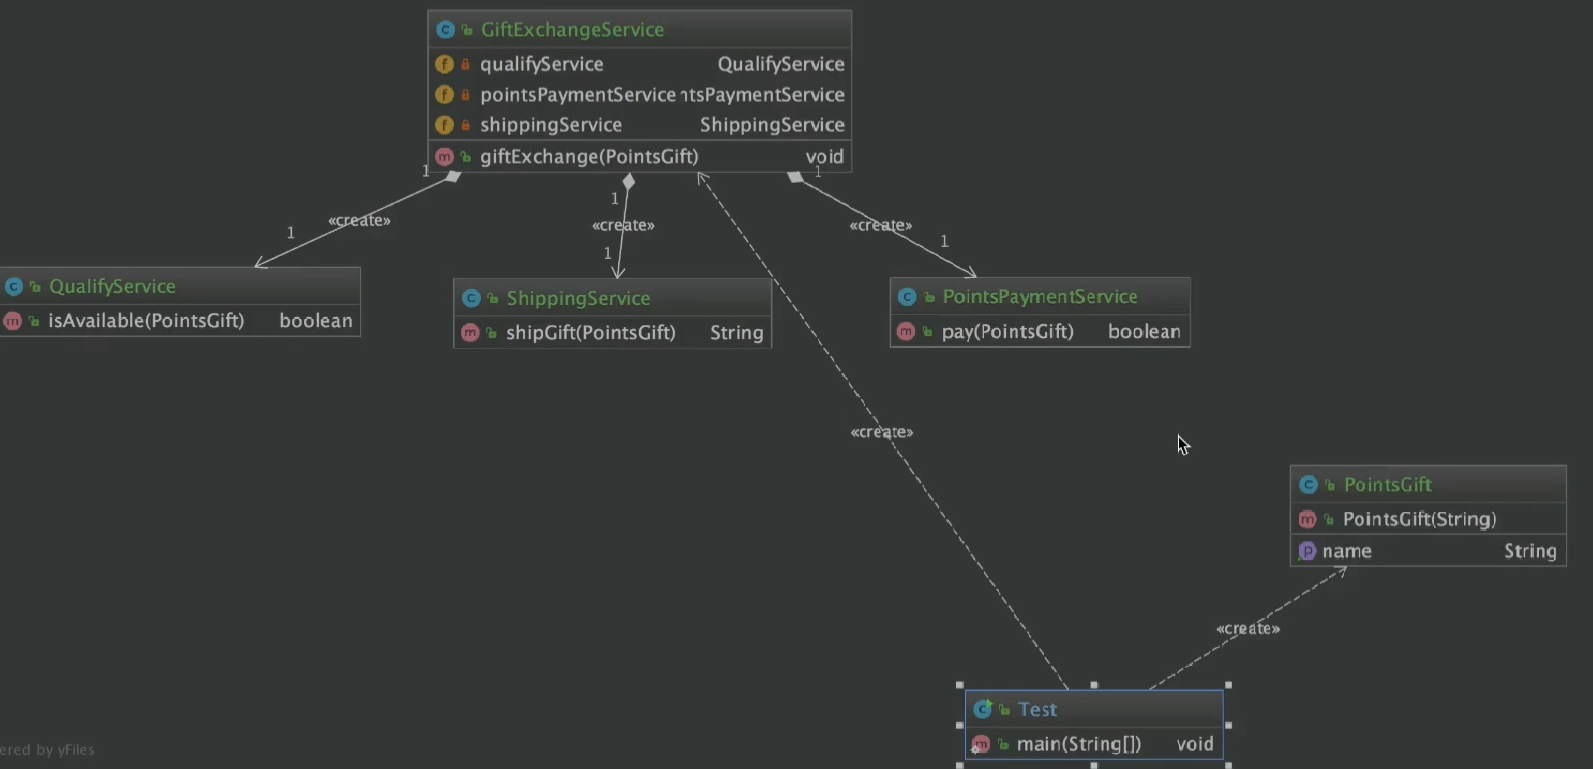 GiftExchangeService
qualifyService QualifyService
pointsPaymentService ntsPaymentService
shippingService ShippingService
giftExchange(PointsGift) void
1 1
1 «create» 1 «create» 1 «create» 1
QualifyService
isAvailable(PointsGift) boolean
ShippingService
shipGift(PointsGift) String
PointsPaymentService
pay(PointsGift) boolean
«create»
PointsGift
PointsGift(String)
name String
«create»
Test
main(String[]) void
ered by yFiles